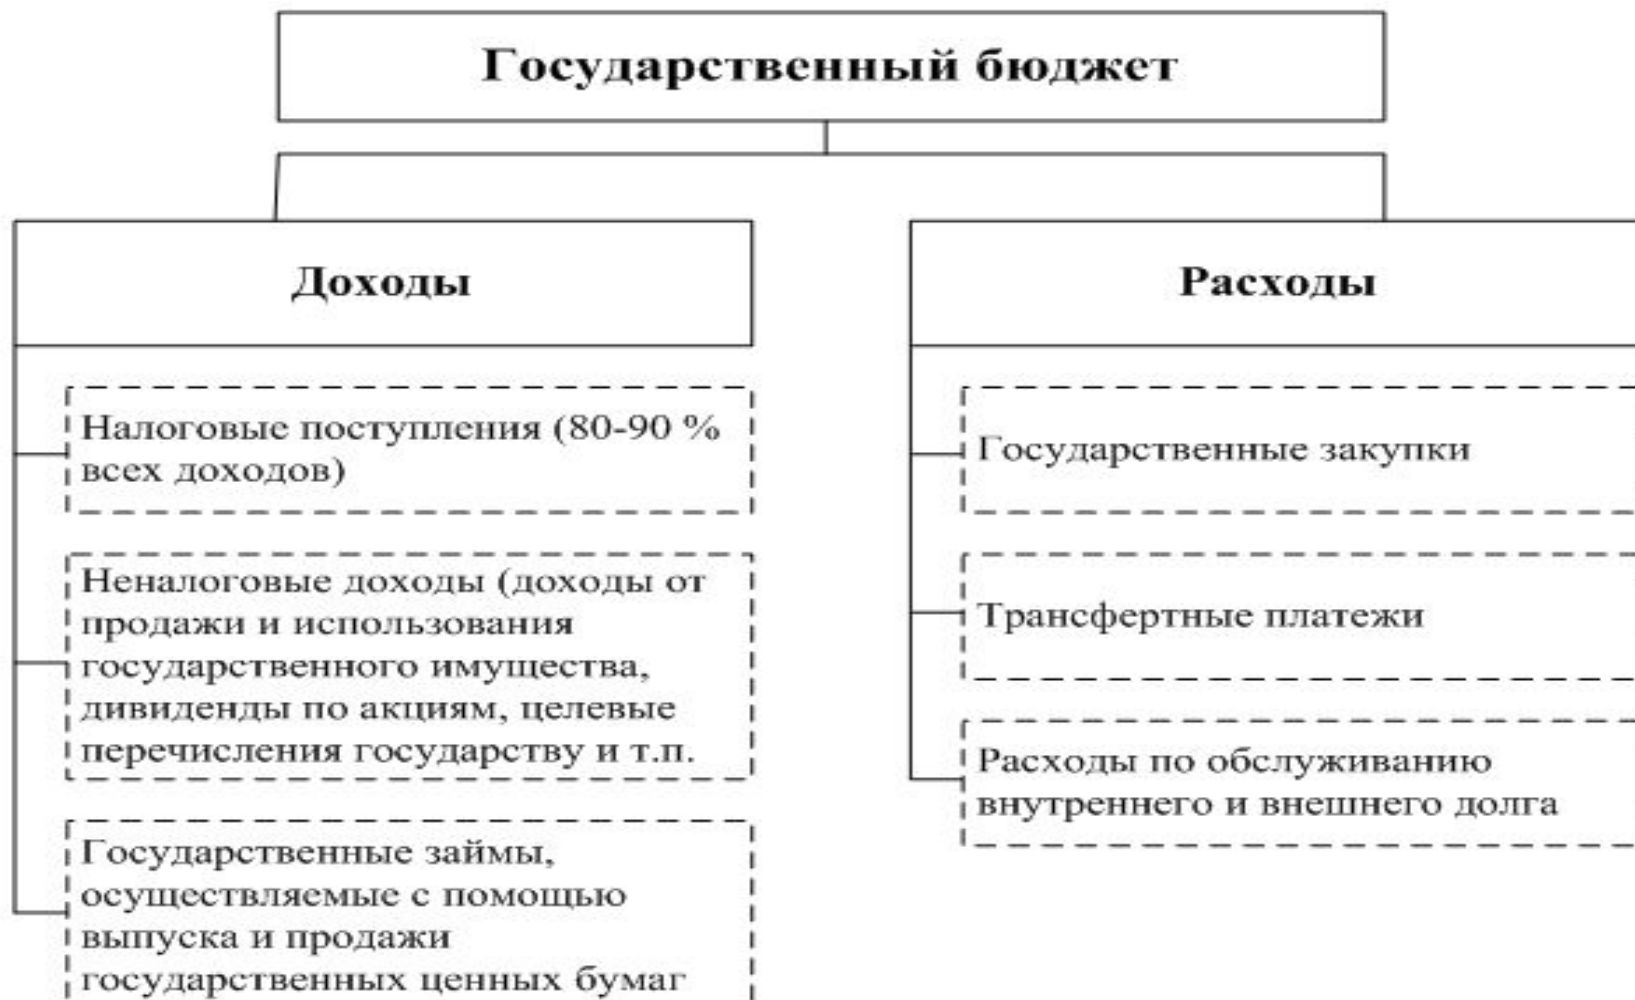 Государственный бюджет
Доходы
Налоговые поступления (80-90 %
всех доходов)
Неналоговые доходы (доходы от
продажи и использования
государственного имущества,
дивиденды по акциям, целевые
перечисления государству и т.п.
Государственные займы,
осуществляемые с помощью
выпуска и продажи
государственных ценных бумаг
Расходы
Государственные закупки
Трансфертные платежи
Расходы по обслуживанию
внутреннего и внешнего долга